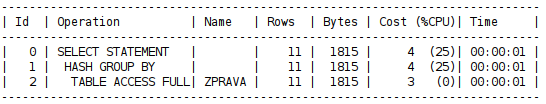 ---------------------------------------------------------------------------
| Id  | Operation          | Name   | Rows  | Bytes | Cost (%CPU)| Time     |
---------------------------------------------------------------------------
|   0 | SELECT STATEMENT   |        |    11 |  1815 |     4  (25)| 00:00:01 |
|   1 |  HASH GROUP BY     |        |    11 |  1815 |     4  (25)| 00:00:01 |
|   2 |   TABLE ACCESS FULL| ZPRAVA |    11 |  1815 |     3   (0)| 00:00:01 |
---------------------------------------------------------------------------